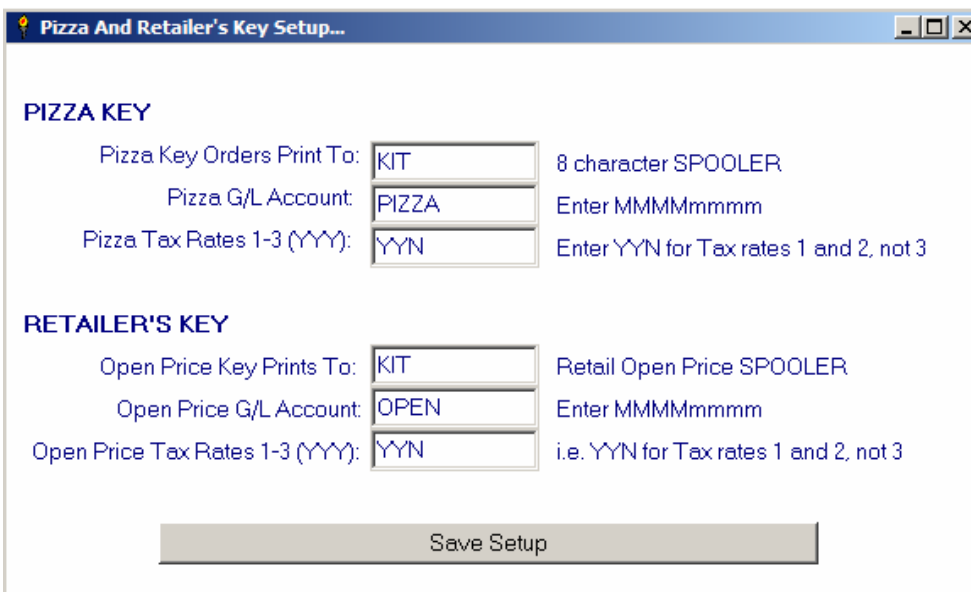 Pizza And Retailer's Key Setup...
PIZZA KEY
Pizza Key Orders Print To: KIT 8 character SPOOLER
Pizza G/L Account: PIZZA Enter MMMMmmmm
Pizza Tax Rates 1-3 (YYY): YYN Enter YYN for Tax rates 1 and 2, not 3
RETAILER'S KEY
Open Price Key Prints To: KIT Retail Open Price SPOOLER
Open Price G/L Account: OPEN Enter MMMMmmmm
Open Price Tax Rates 1-3 (YYY): YYN i.e. YYN for Tax rates 1 and 2, not 3
Save Setup